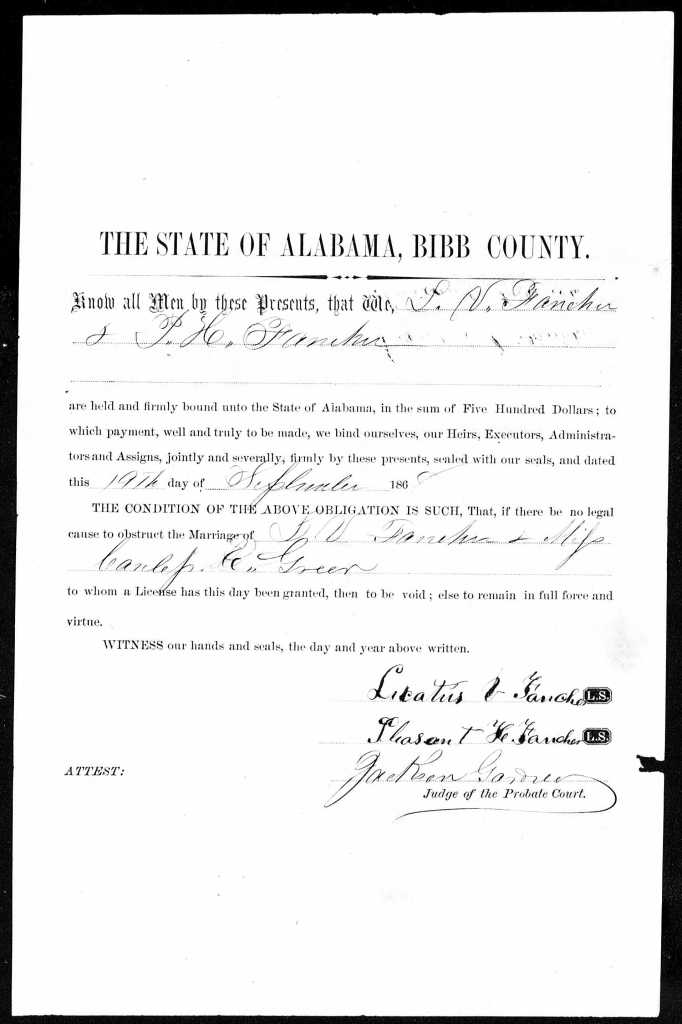 THE STATE OF ALABAMA, BIBB COUNTY.
Know all Men by these Presents, that We, L. V. Fancher
& P. H. Fancher
are held and firmly bound unto the State of Alabama, in the sum of Five Hundred Dollars; to
which payment, well and truly to be made, we bind ourselves, our Heirs, Executors, Administra-
tors and Assigns, jointly and severally, firmly by these presents, sealed with our seals, and dated
this 19th day of September 186
THE CONDITION OF THE ABOVE OBLIGATION IS SUCH, That, if there be no legal
cause to obstruct the Marriage of L V Fancher & Miss
Greer
to whom a License has this day been granted, then to be void; else to remain in full force and
virtue.
WITNESS our hands and seals, the day and year above written.
V Fancher L.S.
Pleasant H. Fancher L.S.
Jackson Gardner
ATTEST:
Judge of the Probate Court.